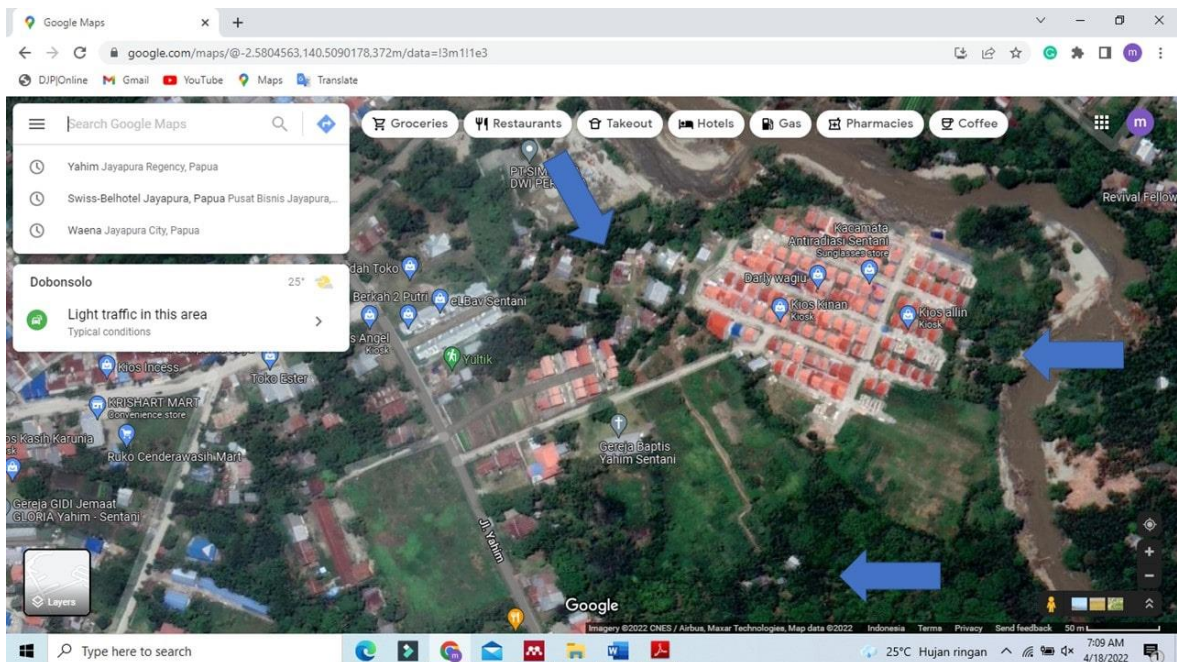 Google Maps
google.com/maps/@-2.5804563,140.5090178,372m/data=!3m1!1e3
DJP|Online Gmail YouTube Maps Translate
Search Google Maps
Groceries Restaurants Takeout Hotels Gas Pharmacies Coffee
m
m
Yahim Jayapura Regency, Papua
Swiss-Belhotel Jayapura, Papua Pusat Bisnis Jayapura,...
Waena Jayapura City, Papua
Dobonsolo 25°
Light traffic in this area
Typical conditions
PT SIM
DWI PER
Revival Fellow
Kacamata
Antiradiasi Sentani
Sunglasses store
dah Toko
Darly wagiu
Berkah 2 Putri
eLBav Sentani
Kios Kinan
Kiosk
Kios allin
Kiosk
s Angel
Kiosk
Yultik
Kios Incess
Toko Ester
KRISHART MART
Convenience store
os Kasih Karunia
sk
Ruko Cenderawasih Mart
Gereja Baptis
Yahim Sentani
Gereja GIDI Jemaat
GLORIA Yahim - Sentani
Jl. Yahim
Layers
Google
Imagery ©2022 CNES / Airbus, Maxar Technologies, Map data ©2022 Indonesia Terms Privacy Send feedback 50 m
Type here to search
25°C Hujan ringan
7:09 AM
4/18/2022